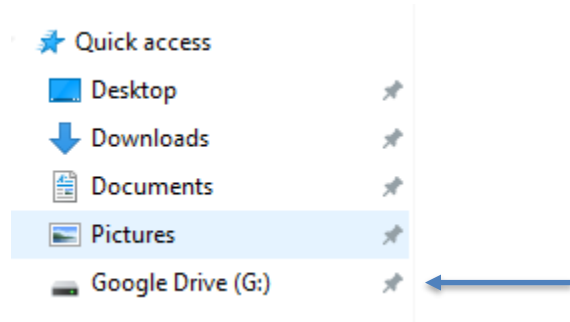 Quick access
Desktop
Downloads
Documents
Pictures
Google Drive (G:)